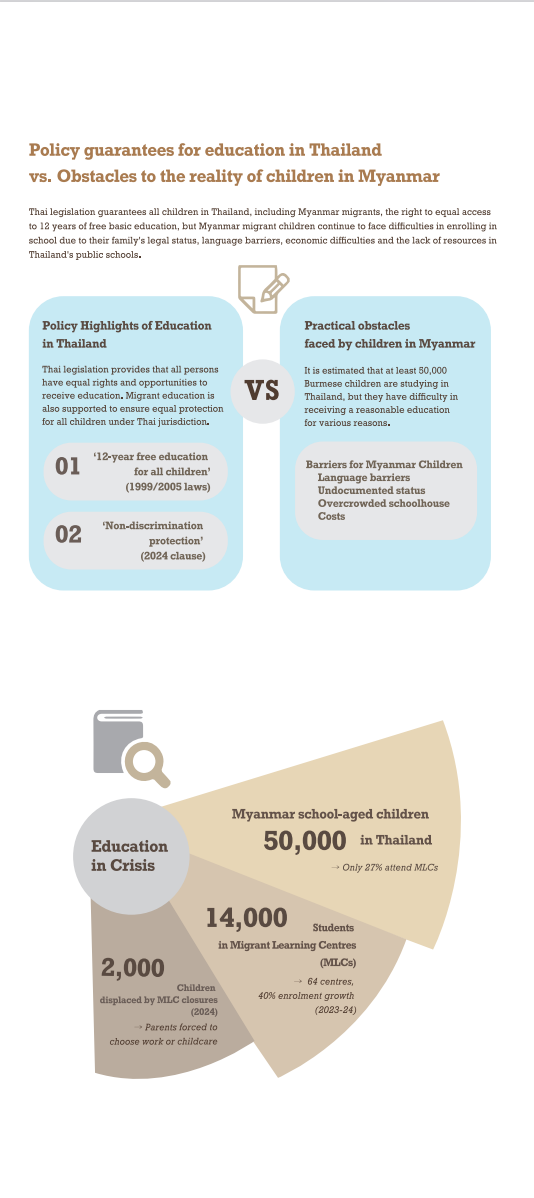 Policy guarantees for education in Thailand
vs. Obstacles to the reality of children in Myanmar
Thai legislation guarantees all children in Thailand, including Myanmar migrants, the right to equal access
to 12 years of free basic education, but Myanmar migrant children continue to face difficulties in enrolling in
school due to their family's legal status, language barriers, economic difficulties and the lack of resources in
Thailand's public schools.
Policy Highlights of Education
in Thailand
Thai legislation provides that all persons
have equal rights and opportunities to
receive education. Migrant education is
also supported to ensure equal protection
for all children under Thai jurisdiction.
01
'12-year free education
for all children'
(1999/2005 laws)
02
'Non-discrimination
protection'
(2024 clause)
VS
Practical obstacles
faced by children in Myanmar
It is estimated that at least 50,000
Burmese children are studying in
Thailand, but they have difficulty in
receiving a reasonable education
for various reasons.
Barriers for Myanmar Children
Language barriers
Undocumented status
Overcrowded schoolhouse
Costs
Education
in Crisis
Myanmar school-aged children
50,000 in Thailand
→ Only 27% attend MLCs
14,000 Students
in Migrant Learning Centres
(MLCs)
→ 64 centres,
40% enrolment growth
(2023-24)
2,000
Children
displaced by MLC closures
(2024)
→ Parents forced to
choose work or childcare